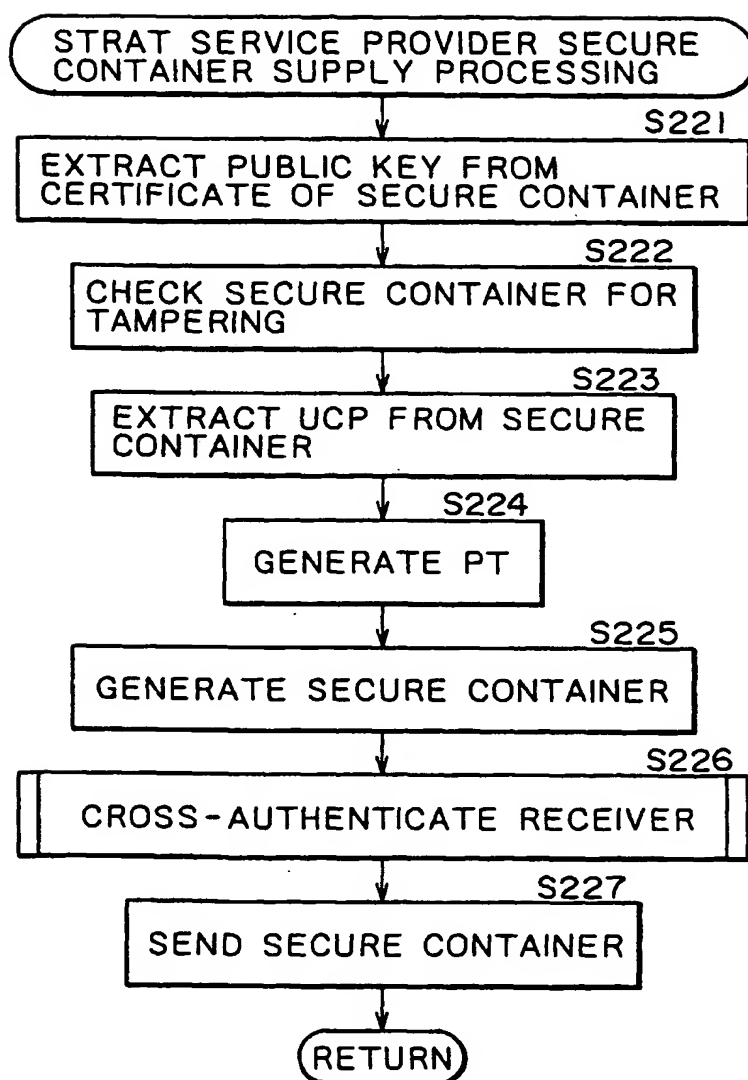 STRAT SERVICE PROVIDER SECURE
CONTAINER SUPPLY PROCESSING
S221
EXTRACT PUBLIC KEY FROM
CERTIFICATE OF SECURE CONTAINER
S222
CHECK SECURE CONTAINER FOR
TAMPERING
S223
EXTRACT UCP FROM SECURE
CONTAINER
S224
GENERATE PT
S225
GENERATE SECURE CONTAINER
S226
CROSS-AUTHENTICATE RECEIVER
S227
SEND SECURE CONTAINER
RETURN